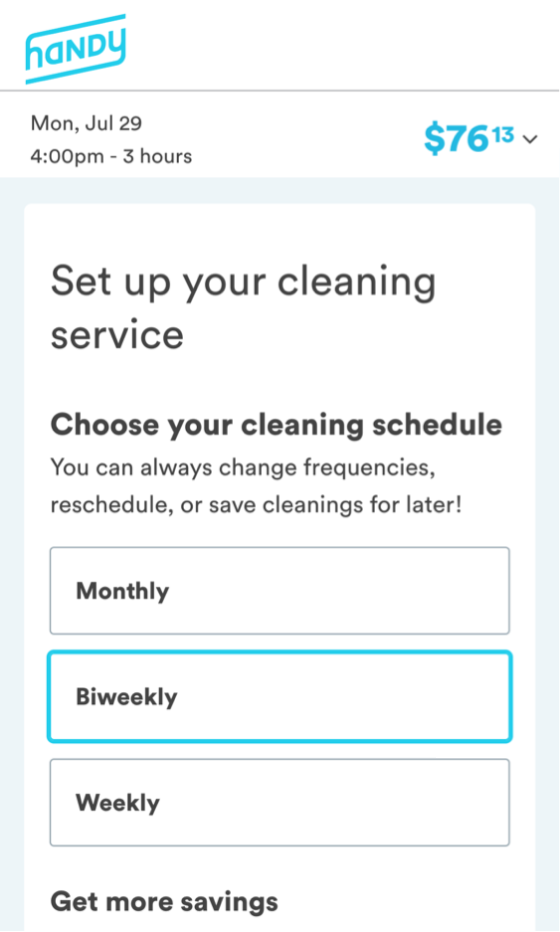 hANDY
Mon, Jul 29
4:00pm - 3 hours
$76 13
Set up your cleaning
service
Choose your cleaning schedule
You can always change frequencies,
reschedule, or save cleanings for later!
Monthly
Biweekly
Weekly
Get more savings